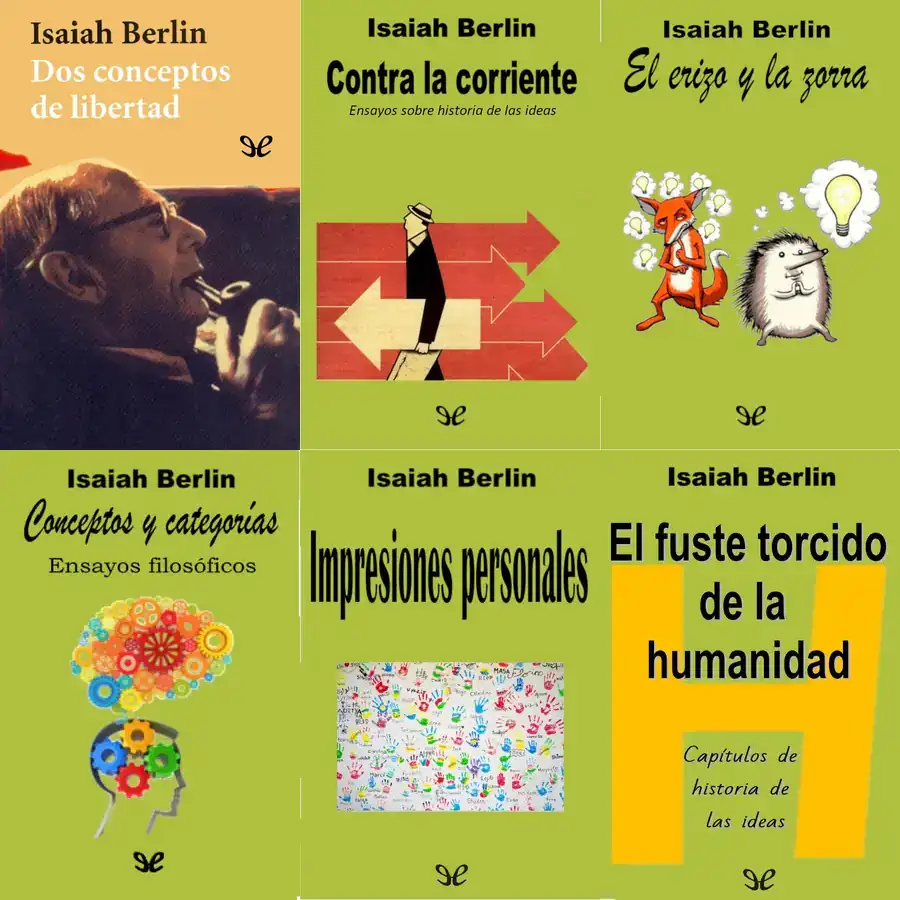 Isaiah Berlin
Dos conceptos
de libertad
Isaiah Berlin
Contra la corriente
Ensayos sobre historia de las ideas
Isaiah Berlin
El erizo y la zorra
Isaiah Berlin
Conceptos y categorías
Ensayos filosóficos
Isaiah Berlin
Impresiones personales
Isaiah Berlin
El fuste torcido
de la
humanidad
Capítulos de
historia de
las ideas